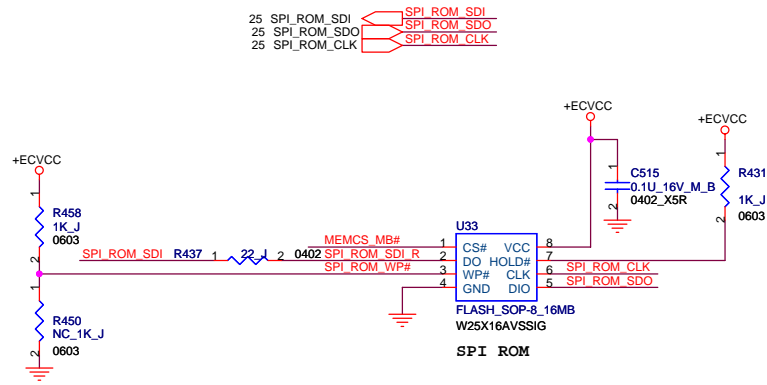 25 SPI_ROM_SDI SPI_ROM_SDI
25 SPI_ROM_SDO SPI_ROM_SDO
25 SPI_ROM_CLK SPI_ROM_CLK
+ECVCC
+ECVCC
1
C515
0.1U_16V_M_B
0402_X5R
2
1
R431
1K_J
0603
2
+ECVCC
1
R458
1K_J
0603
2
SPI_ROM_SDI R437 1 22_J 2 0402 SPI_ROM_SDI_R
MEMCS_MB#
SPI_ROM_WP#
U33
1 CS# VCC 8
2 DO HOLD# 7
3 WP# CLK 6 SPI_ROM_CLK
4 GND DIO 5 SPI_ROM_SDO
FLASH_SOP-8_16MB
W25X16AVSSIG
SPI ROM
1
R450
NC_1K_J
0603
2